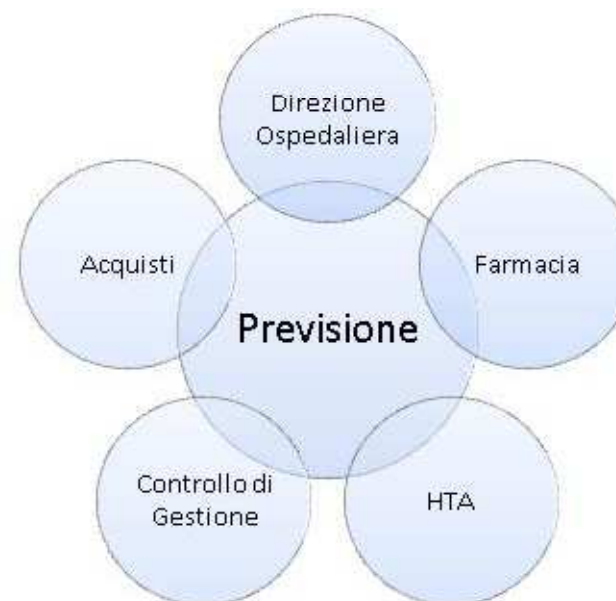 Direzione
Ospedaliera
Acquisti
Farmacia
Previsione
Controllo di
Gestione
HTA